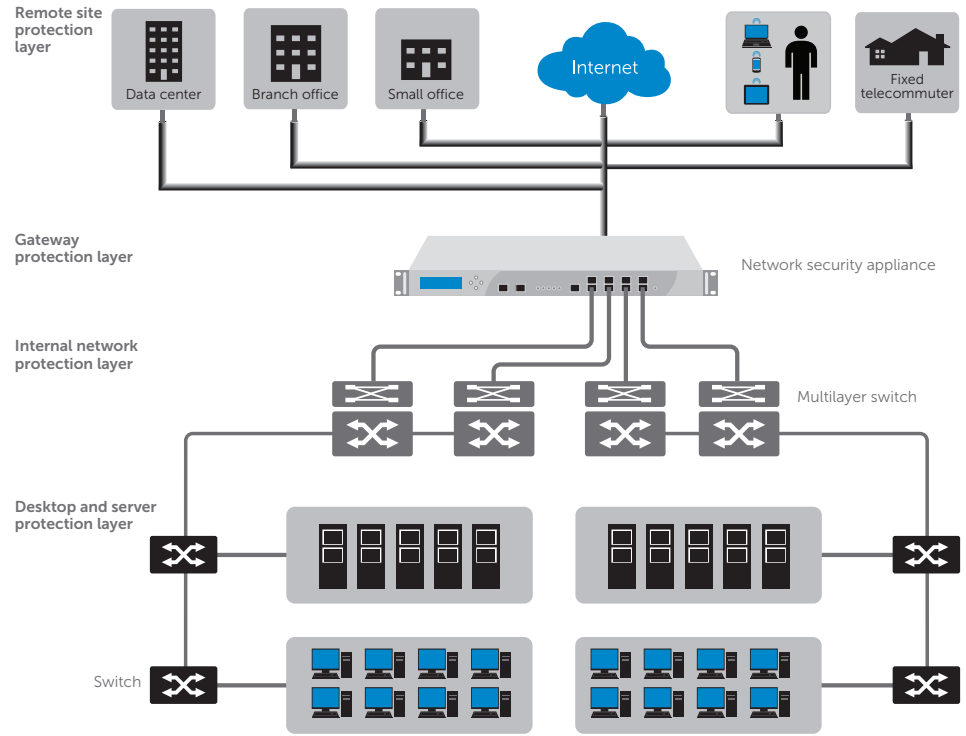 Remote site
protection
layer
Data center
Branch office
Small office
Internet
Fixed
telecommuter
Gateway
protection layer
Network security appliance
Internal network
protection layer
Multilayer switch
Desktop and server
protection layer
Switch